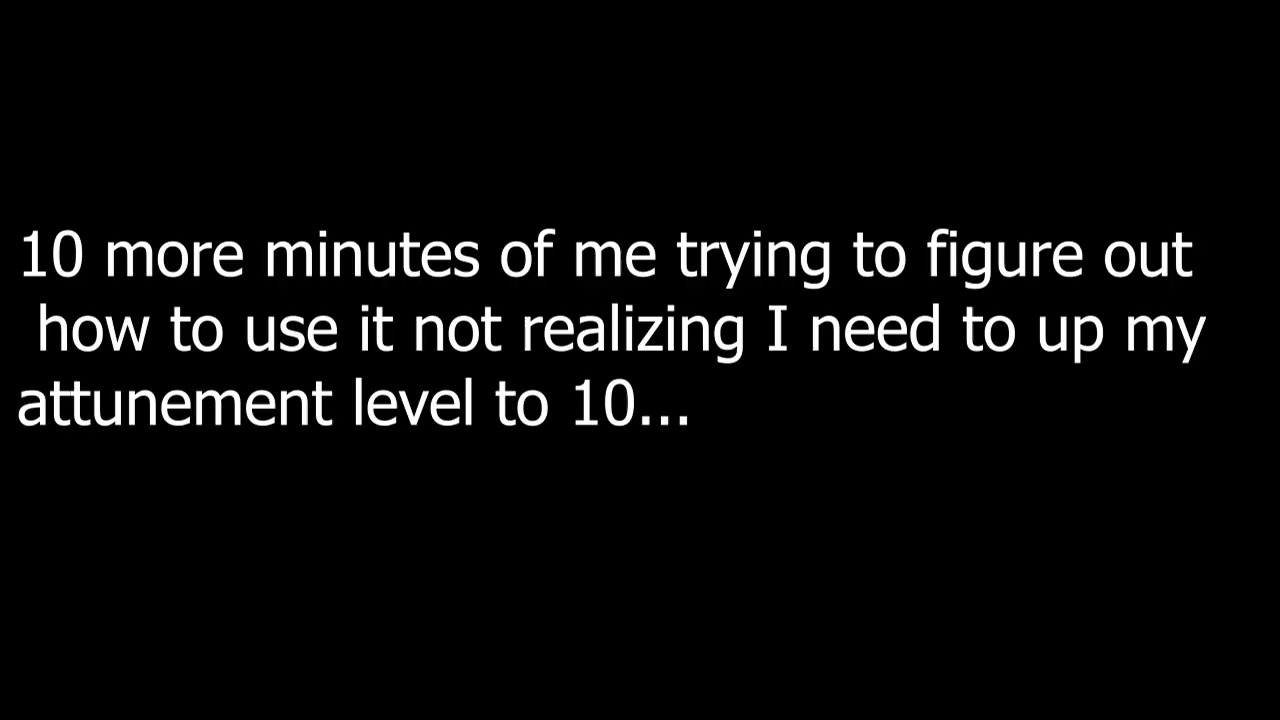 10 more minutes of me trying to figure out
how to use it not realizing I need to up my
attunement level to 10...